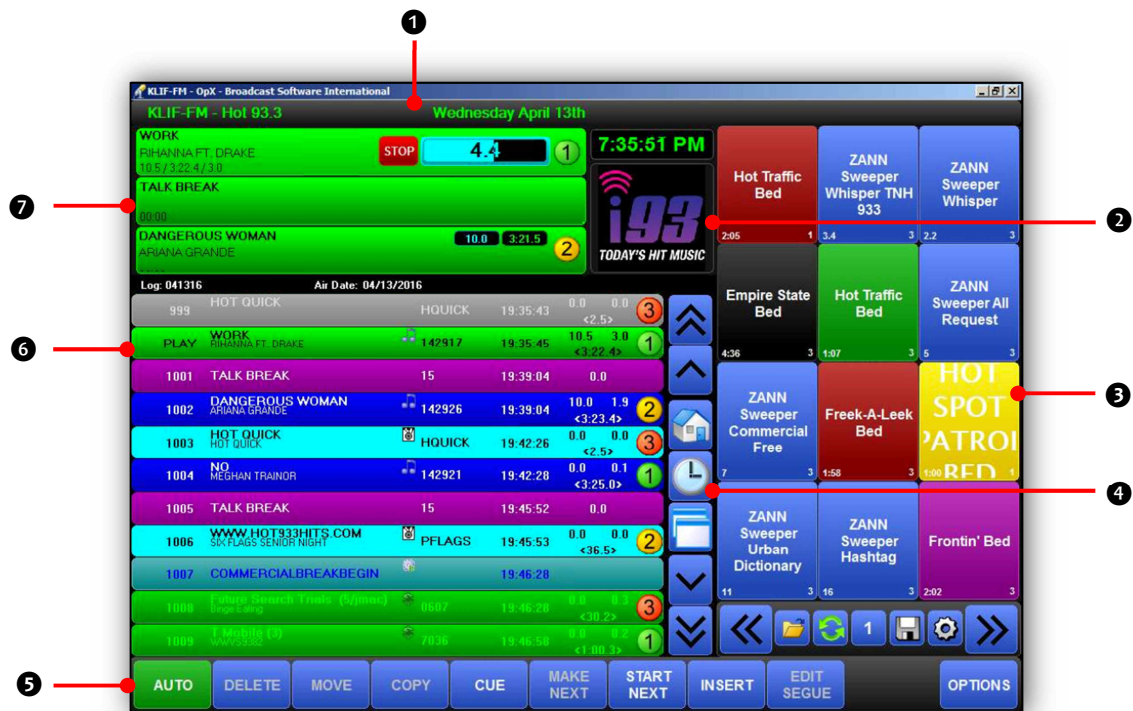 1
KLIF-FM - OpX - Broadcast Software International
KLIF-FM - Hot 93.3 Wednesday April 13th
WORK
RIHANNA FT. DRAKE
10.5 / 3:22.4 / 3.0
STOP 4.4 1
7:35:51 PM
TALK BREAK
00:00
DANGEROUS WOMAN
ARIANA GRANDE
10.0 3:21.5 2
i93
TODAY'S HIT MUSIC
7
2
Log: 041316 Air Date: 04/13/2016
999 HOT QUICK HQUICK 19:35:43 0.0 0.0 3
<2.5>
6
PLAY WORK 142917 19:35:45 10.5 3.0 1
RIHANNA FT. DRAKE <3:22.4>
1001 TALK BREAK 15 19:39:04 0.0
1002 DANGEROUS WOMAN 142926 19:39:04 10.0 1.9 2
ARIANA GRANDE <3:23.4>
1003 HOT QUICK HQUICK 19:42:26 0.0 0.0 3
HOT QUICK <2.5>
1004 NO 142921 19:42:28 0.0 0.1 1
MEGHAN TRAINOR <3:25.0>
1005 TALK BREAK 15 19:45:52 0.0
1006 WWW.HOT933HITS.COM PFLAGS 19:45:53 0.0 0.0 2
SIX FLAGS SENIOR NIGHT <36.5>
1007 COMMERCIALBREAKBEGIN 19:46:28
1008 Future Search Trials (5/jmac) 0607 19:46:28 0.0 0.3 3
Binge Eating <30.2>
1009 T Mobile (3) 7036 19:46:58 0.0 0.2 1
<1:00.3>
Hot Traffic
Bed
2:05 1
ZANN
Sweeper
Whisper TNH
933
3.4 3
ZANN
Sweeper
Whisper
2.2 3
Empire State
Bed
4:36 3
Hot Traffic
Bed
1:07 3
ZANN
Sweeper All
Request
5 3
ZANN
Sweeper
Commercial
Free
7 3
Freek-A-Leek
Bed
1:58 3
HOT
SPOT
PATROL
BED
1:00 1
3
4
ZANN
Sweeper
Urban
Dictionary
11 3
ZANN
Sweeper
Hashtag
16 3
Frontin' Bed
2:02 3
1
5
AUTO DELETE MOVE COPY CUE MAKE NEXT START NEXT INSERT EDIT SEGUE OPTIONS